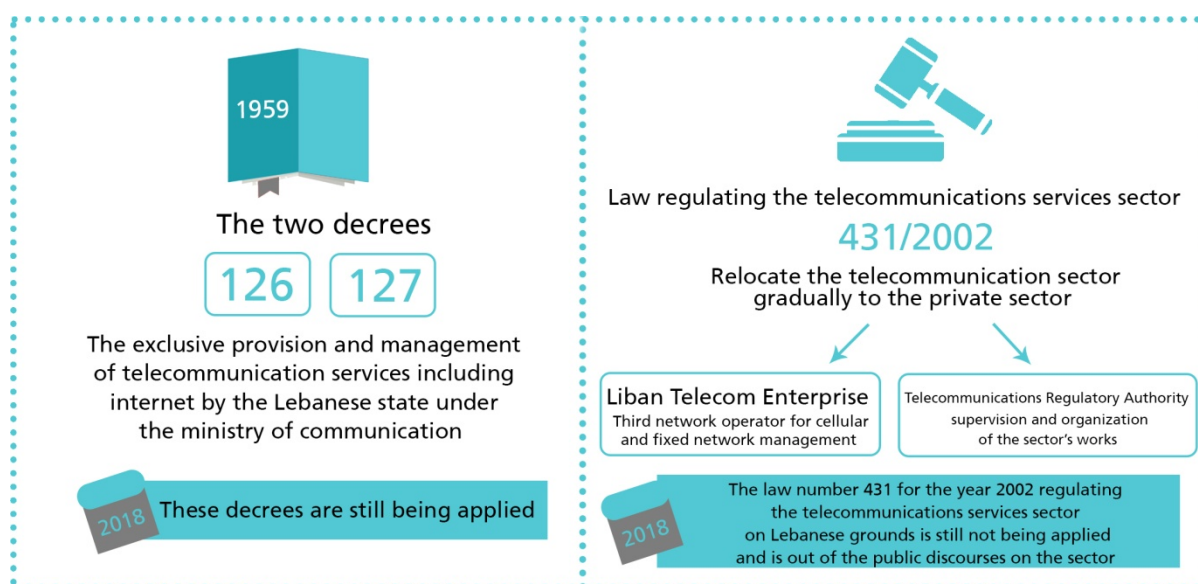 1959
The two decrees
126 127
The exclusive provision and management
of telecommunication services including
internet by the Lebanese state under
the ministry of communication
2018
These decrees are still being applied
Law regulating the telecommunications services sector
431/2002
Relocate the telecommunication sector
gradually to the private sector
Liban Telecom Enterprise
Third network operator for cellular
and fixed network management
Telecommunications Regulatory Authority
supervision and organization
of the sector's works
2018
The law number 431 for the year 2002 regulating
the telecommunications services sector
on Lebanese grounds is still not being applied
and is out of the public discourses on the sector